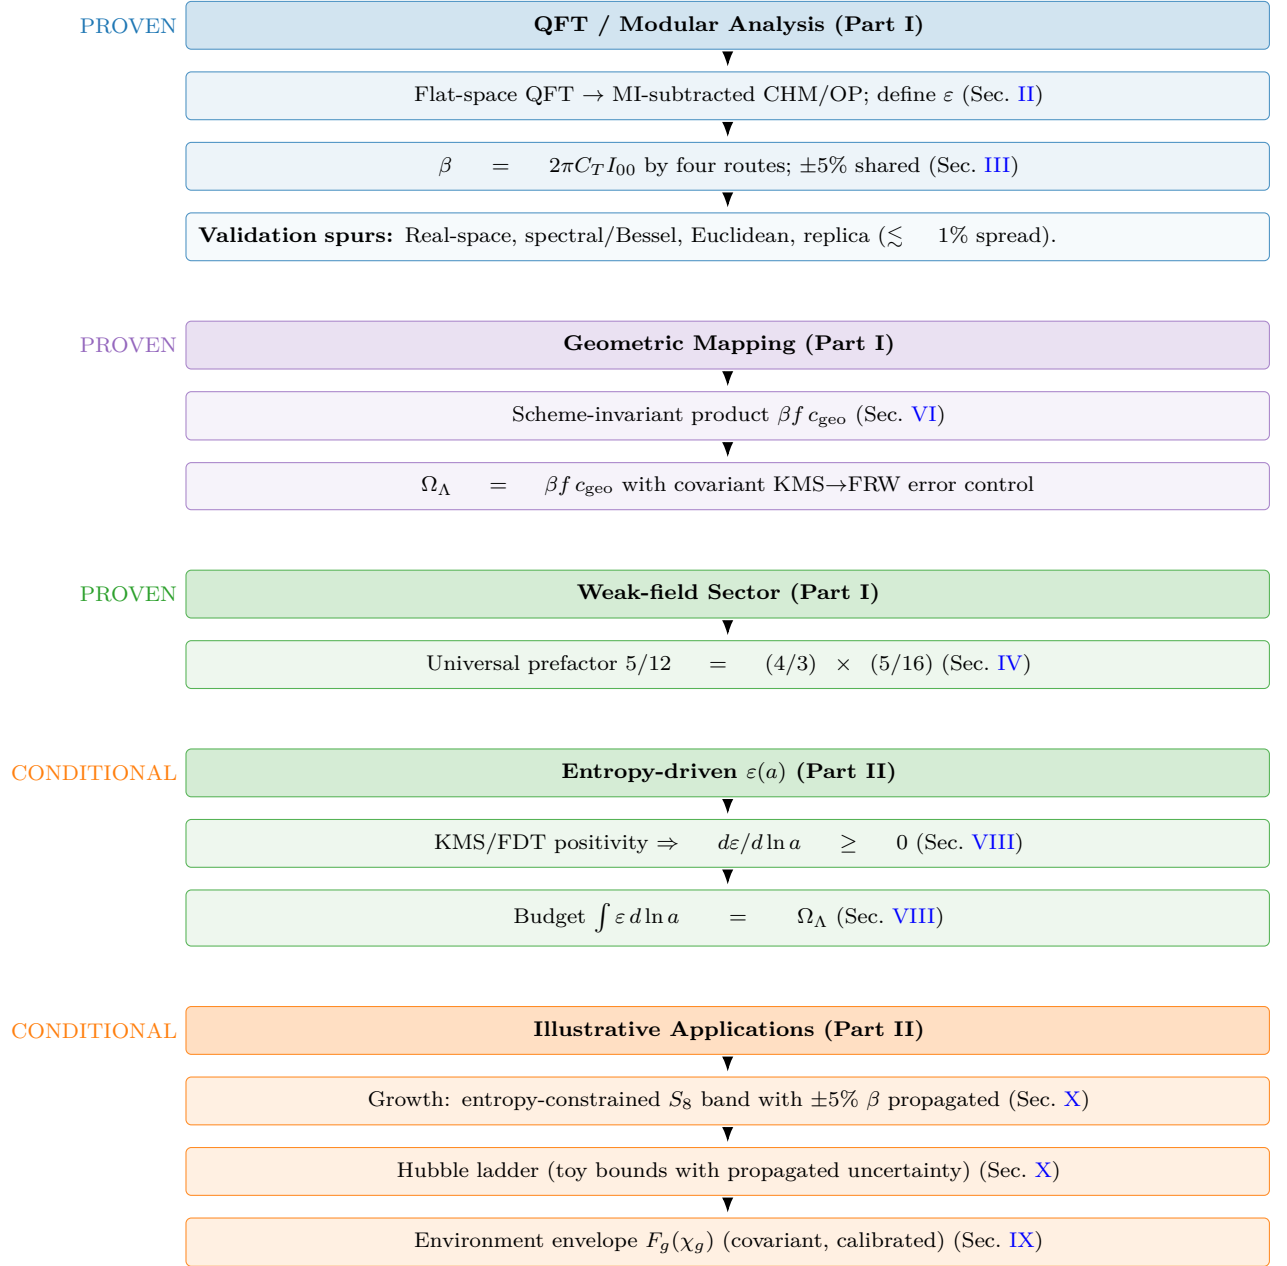 PROVEN
QFT / Modular Analysis (Part I)
Flat-space QFT → MI-subtracted CHM/OP; define ε (Sec. II)
β = 2πC_T I_00 by four routes; ±5% shared (Sec. III)
Validation spurs: Real-space, spectral/Bessel, Euclidean, replica (≲ 1% spread).
PROVEN
Geometric Mapping (Part I)
Scheme-invariant product βf c_geo (Sec. VI)
Ω_Λ = βf c_geo with covariant KMS→FRW error control
PROVEN
Weak-field Sector (Part I)
Universal prefactor 5/12 = (4/3) × (5/16) (Sec. IV)
CONDITIONAL
Entropy-driven ε(a) (Part II)
KMS/FDT positivity ⇒ dε/d ln a ≥ 0 (Sec. VIII)
Budget ∫ ε d ln a = Ω_Λ (Sec. VIII)
CONDITIONAL
Illustrative Applications (Part II)
Growth: entropy-constrained S_8 band with ±5% β propagated (Sec. X)
Hubble ladder (toy bounds with propagated uncertainty) (Sec. X)
Environment envelope F_g(χ_g) (covariant, calibrated) (Sec. IX)